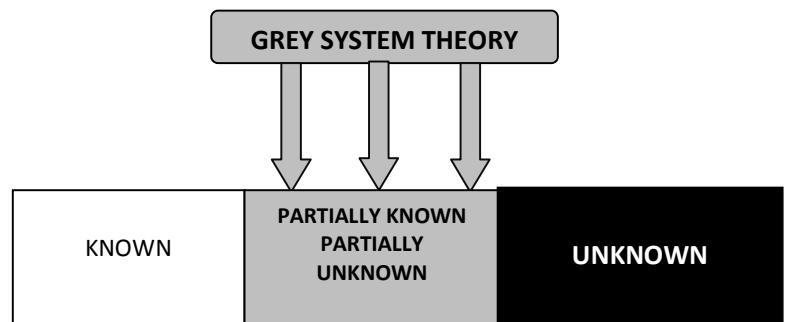 GREY SYSTEM THEORY
KNOWN
PARTIALLY KNOWN
PARTIALLY
UNKNOWN
UNKNOWN